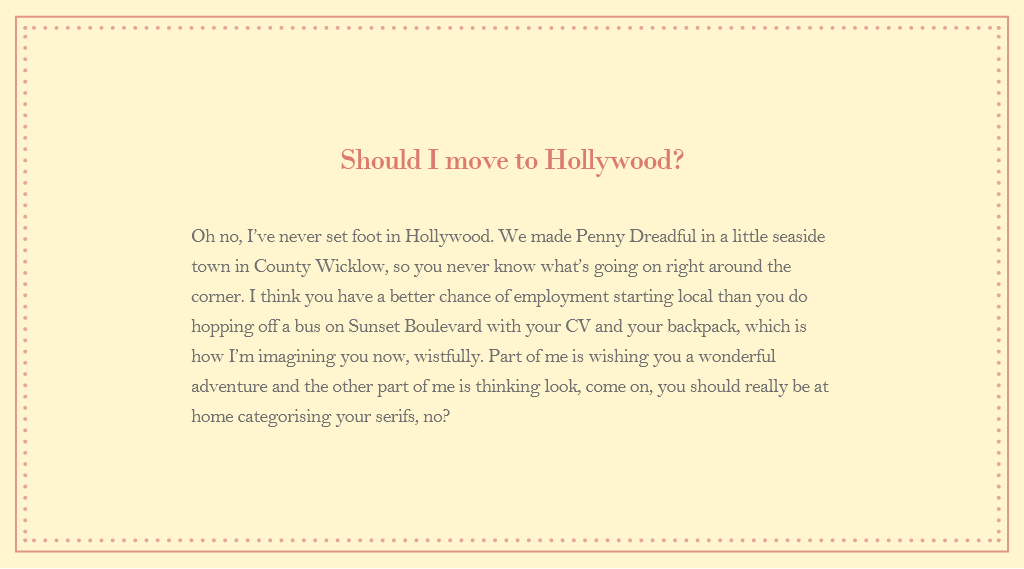 Should I move to Hollywood?
Oh no, I've never set foot in Hollywood. We made Penny Dreadful in a little seaside
town in County Wicklow, so you never know what's going on right around the
corner. I think you have a better chance of employment starting local than you do
hopping off a bus on Sunset Boulevard with your CV and your backpack, which is
how I'm imagining you now, wistfully. Part of me is wishing you a wonderful
adventure and the other part of me is thinking look, come on, you should really be at
home categorising your serifs, no?